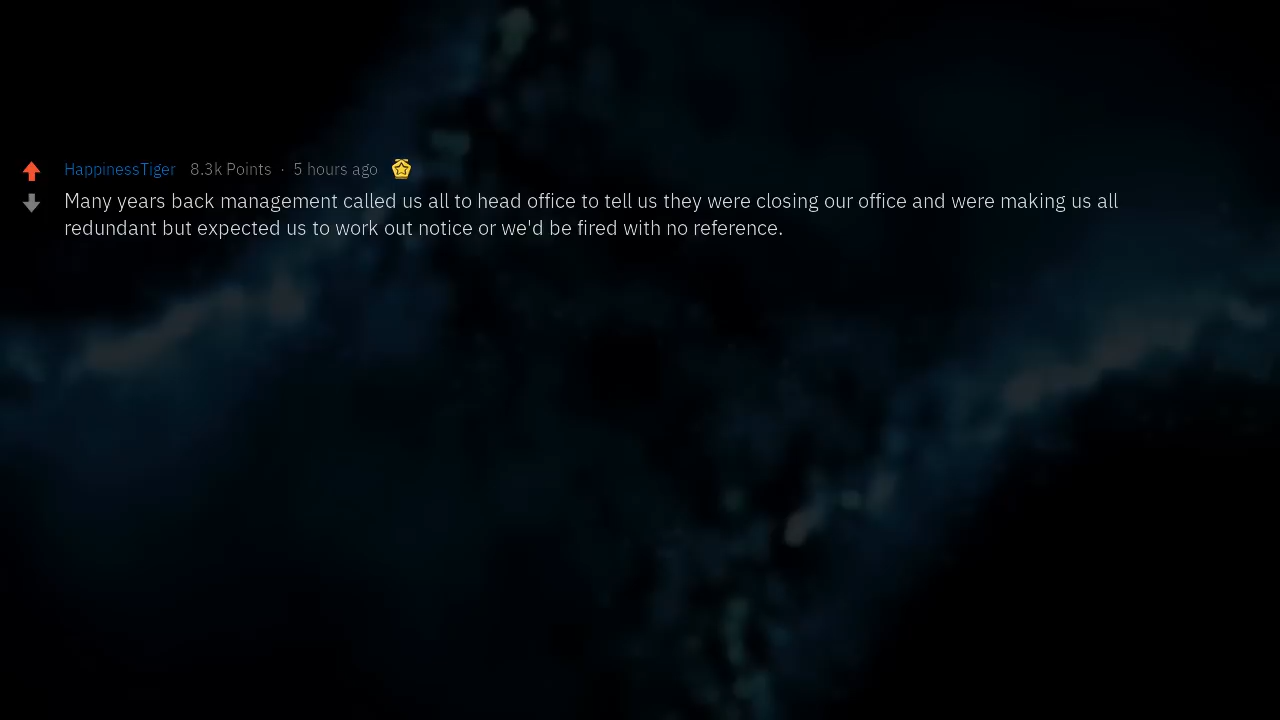 HappinessTiger 8.3k Points · 5 hours ago
Many years back management called us all to head office to tell us they were closing our office and were making us all
redundant but expected us to work out notice or we'd be fired with no reference.